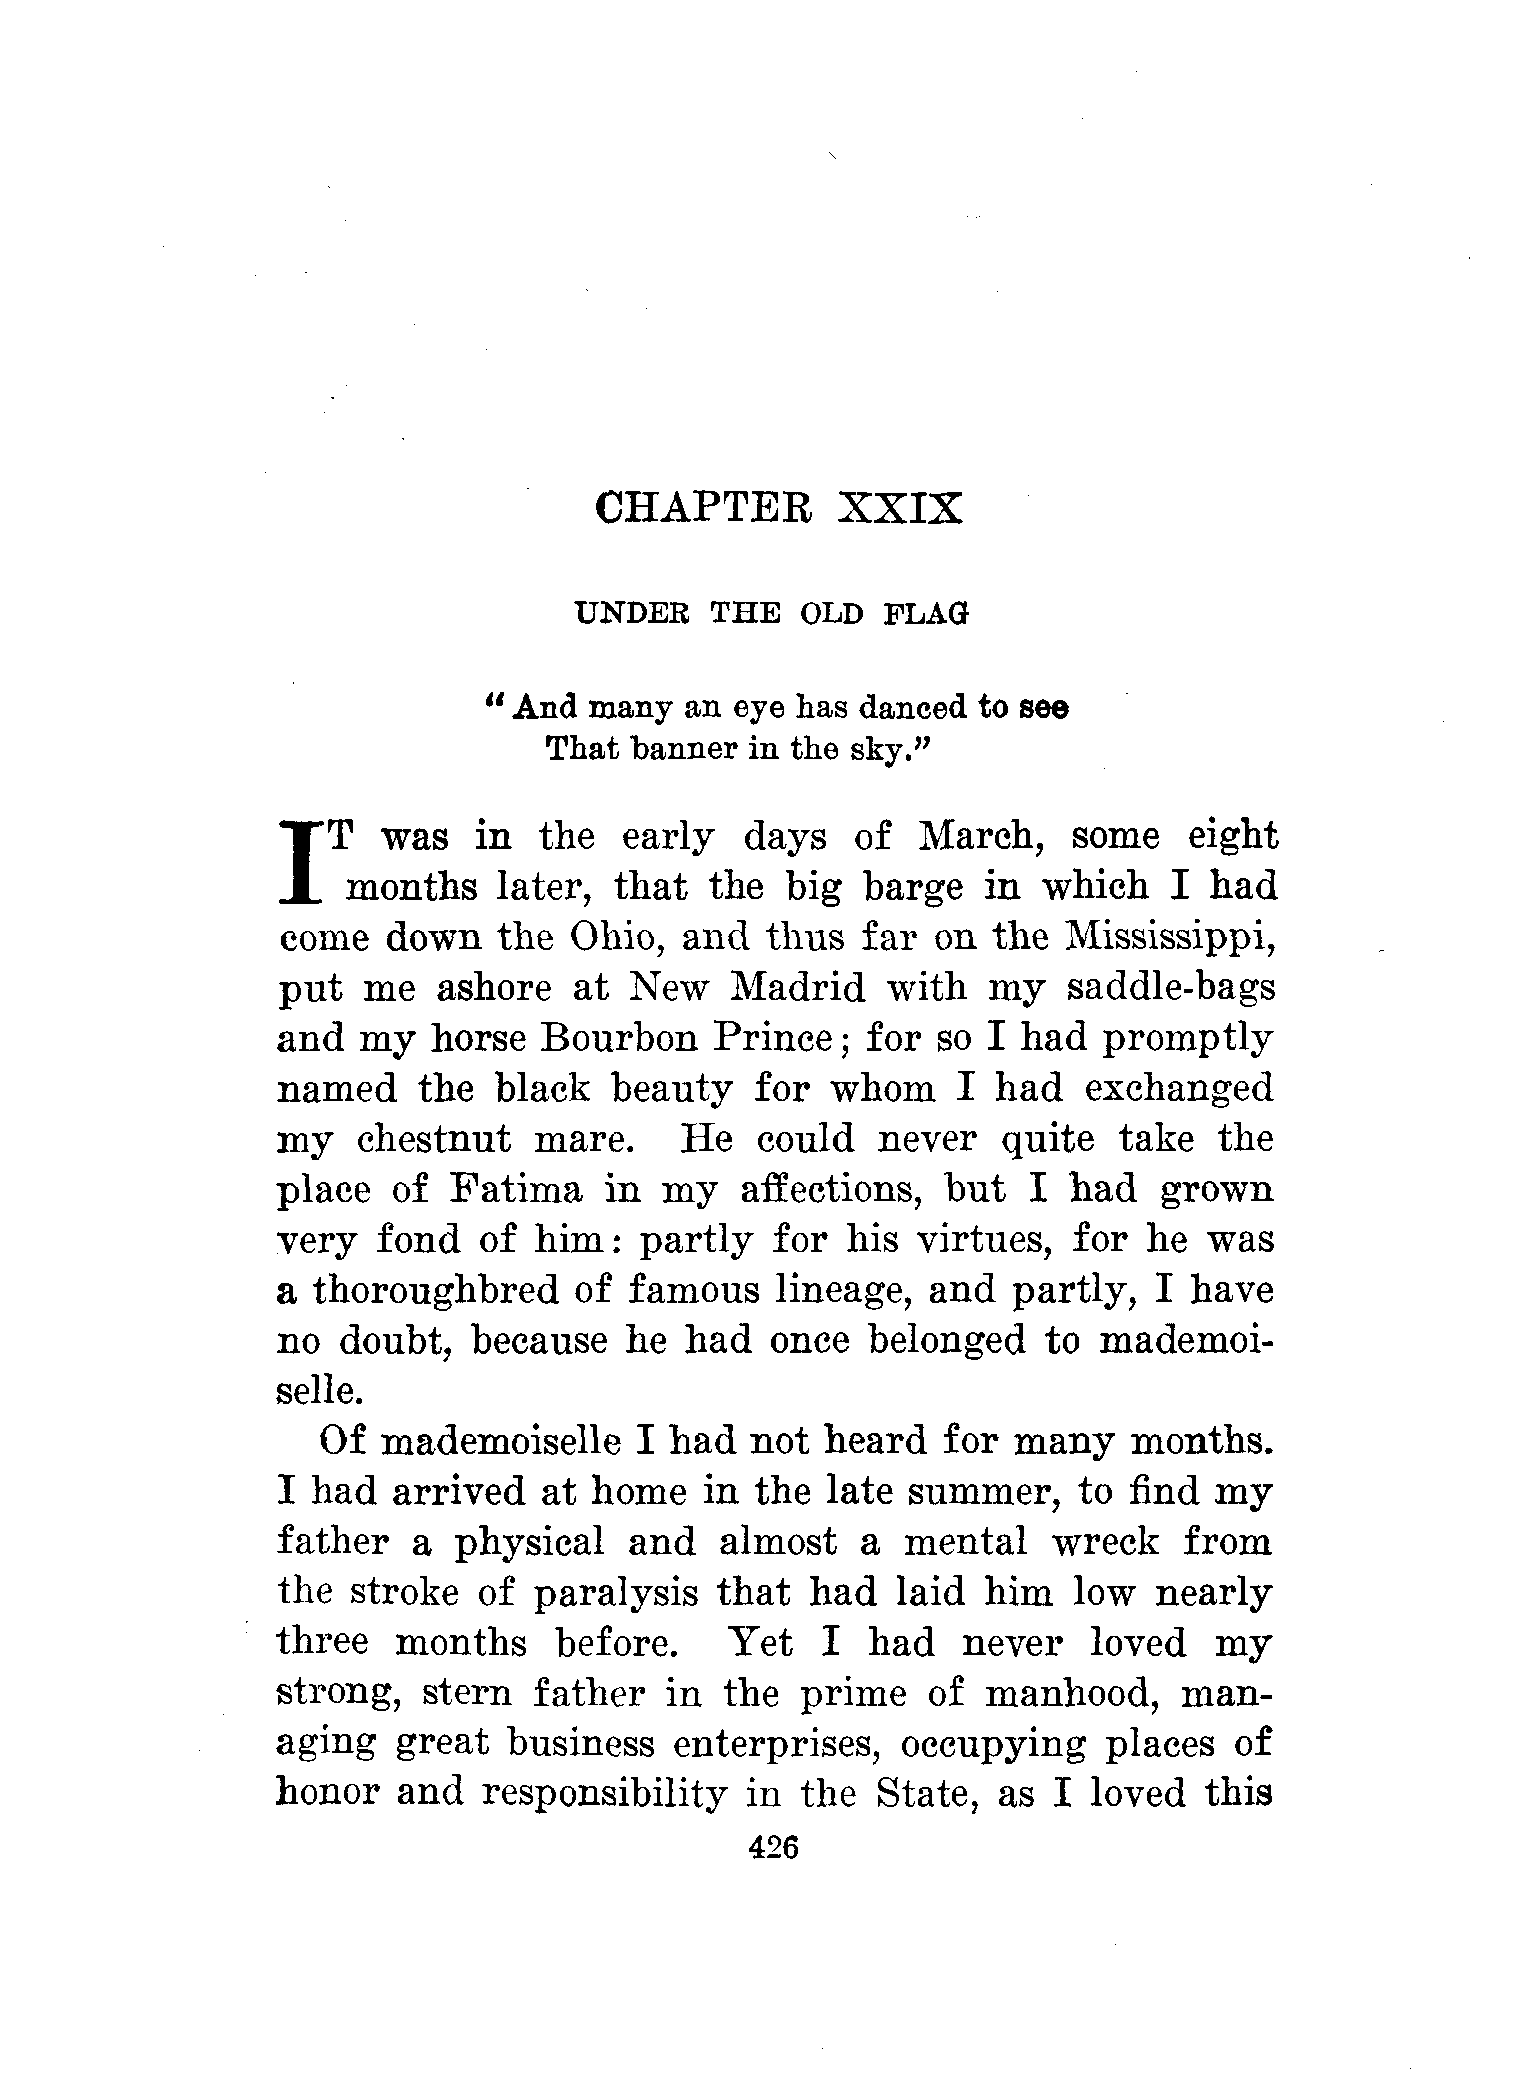 CHAPTER XXIX
UNDER THE OLD FLAG
"And many an eye has danced to see
That banner in the sky."
IT was in the early days of March, some eight
months later, that the big barge in which I had
come down the Ohio, and thus far on the Mississippi,
put me ashore at New Madrid with my saddle-bags
and my horse Bourbon Prince; for so I had promptly
named the black beauty for whom I had exchanged
my chestnut mare. He could never quite take the
place of Fatima in my affections, but I had grown
very fond of him: partly for his virtues, for he was
a thoroughbred of famous lineage, and partly, I have
no doubt, because he had once belonged to mademoi-
selle.
Of mademoiselle I had not heard for many months.
I had arrived at home in the late summer, to find my
father a physical and almost a mental wreck from
the stroke of paralysis that had laid him low nearly
three months before. Yet I had never loved my
strong, stern father in the prime of manhood, man-
aging great business enterprises, occupying places of
honor and responsibility in the State, as I loved this
426